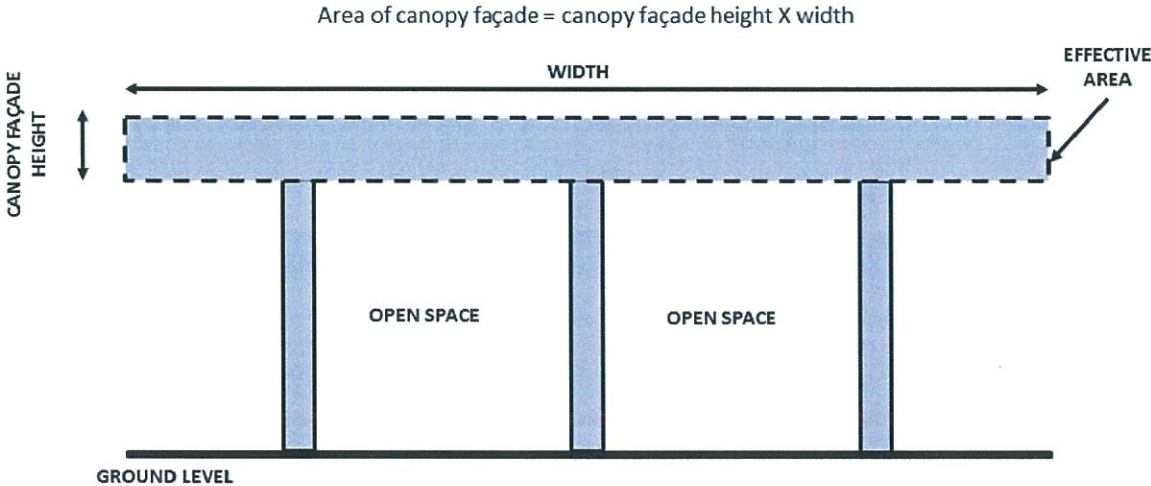 Area of canopy façade = canopy façade height X width
EFFECTIVE
AREA
WIDTH
CANOPY FAÇADE
HEIGHT
OPEN SPACE
OPEN SPACE
GROUND LEVEL